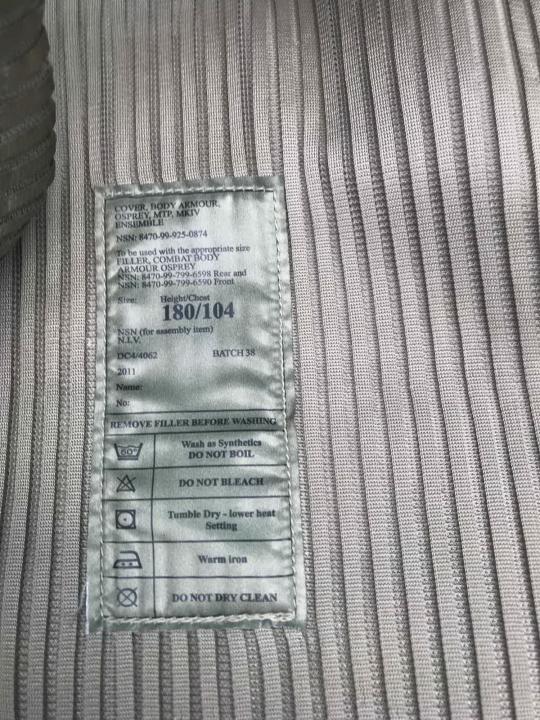 COVER, BODY ARMOUR,
OSPREY, MTP, MKIV
ENSEMBLE
NSN: 8470-99-925-0874
To be used with the appropriate size
FILLER, COMBAT BODY
ARMOUR OSPREY
NSN: 8470-99-799-6598 Rear and
NSN: 8470-99-799-6590 Front
Size: Height/Chest
180/104
NSN (for assembly item)
N.I.V.
DC4/4062 BATCH 38
2011
Name:
No:
REMOVE FILLER BEFORE WASHING
60° Wash as Synthetics
DO NOT BOIL
DO NOT BLEACH
Tumble Dry - lower heat
Setting
Warm iron
DO NOT DRY CLEAN